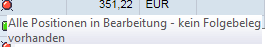 351,22 EUR
Alle Positionen in Bearbeitung - kein Folgebeleg
vorhanden